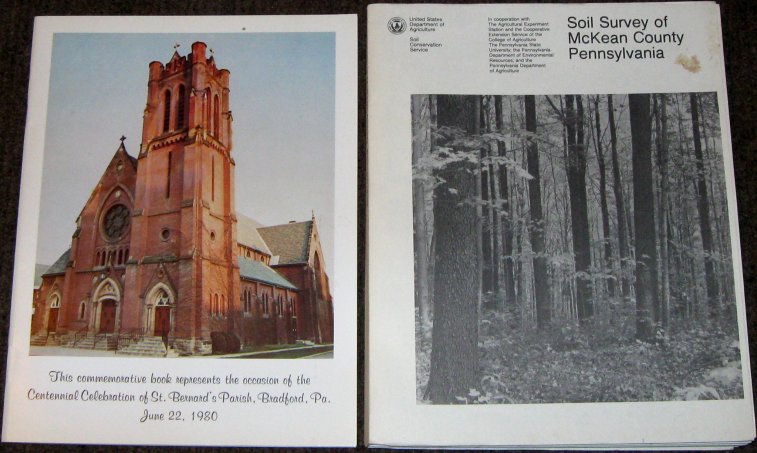 This commemorative book represents the occasion of the
Centennial Celebration of St. Bernard's Parish, Bradford, Pa.
June 22, 1980
United States
Department of
Agriculture
Soil
Conservation
Service
In cooperation with
The Agricultural Experiment
Station and the Cooperative
Extension Service of the
College of Agriculture
The Pennsylvania State
University; the Pennsylvania
Department of Environmental
Resources; and the
Pennsylvania Department
of Agriculture
Soil Survey of
McKean County
Pennsylvania